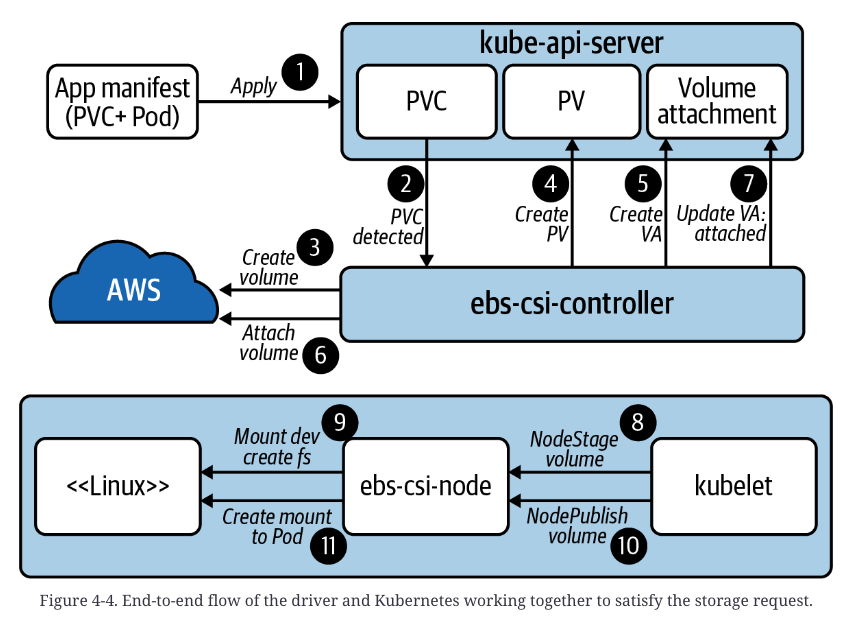 kube-api-server
App manifest
(PVC+ Pod)
Apply
1
PVC
PV
Volume
attachment
2
PVC
detected
4
Create
PV
5
Create
VA
7
Update VA:
attached
3
Create
volume
AWS
ebs-csi-controller
Attach
volume
6
9
Mount dev
create fs
8
NodeStage
volume
<<Linux>>
ebs-csi-node
kubelet
Create mount
to Pod
11
NodePublish
volume
10
Figure 4-4. End-to-end flow of the driver and Kubernetes working together to satisfy the storage request.